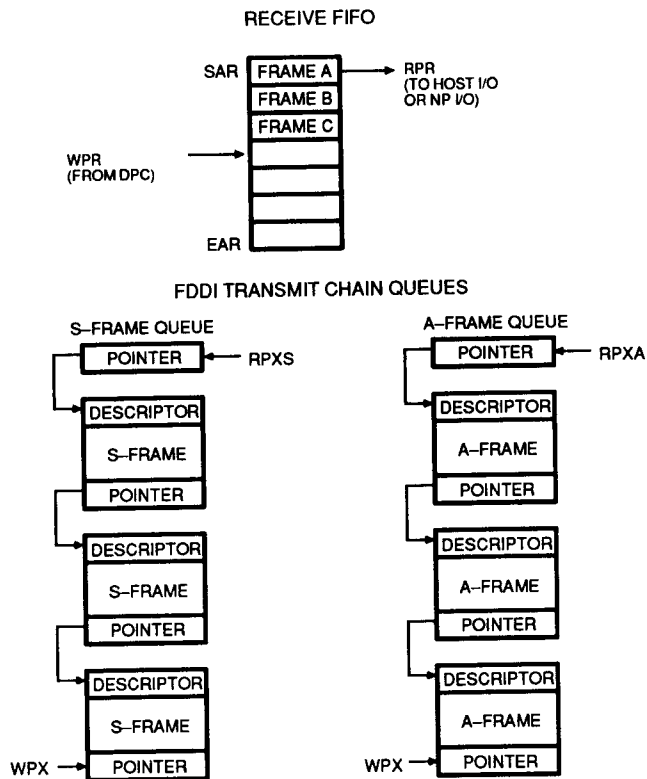 RECEIVE FIFO
SAR
FRAME A
RPR
(TO HOST I/O
OR NP I/O)
FRAME B
FRAME C
WPR
(FROM DPC)
EAR
FDDI TRANSMIT CHAIN QUEUES
S–FRAME QUEUE
POINTER
RPXS
DESCRIPTOR
S–FRAME
POINTER
DESCRIPTOR
S–FRAME
POINTER
DESCRIPTOR
S–FRAME
WPX
POINTER
A–FRAME QUEUE
POINTER
RPXA
DESCRIPTOR
A–FRAME
POINTER
DESCRIPTOR
A–FRAME
POINTER
DESCRIPTOR
A–FRAME
WPX
POINTER